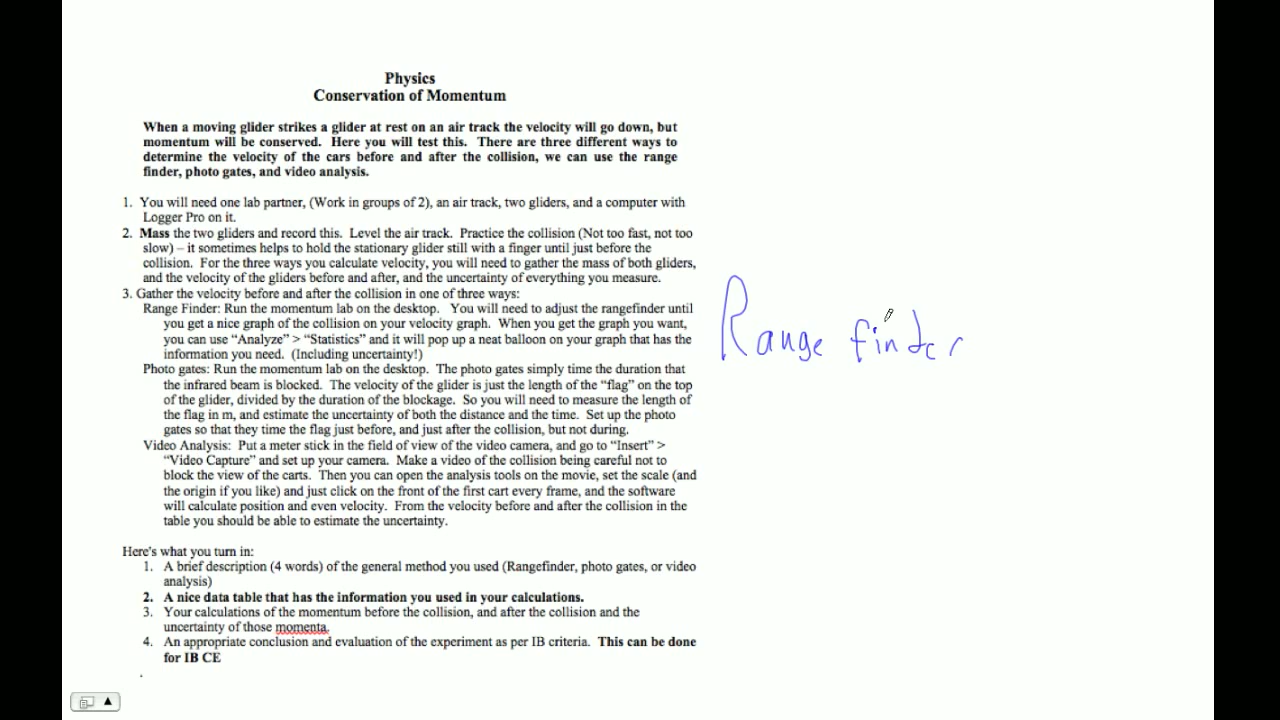 Physics
Conservation of Momentum
When a moving glider strikes a glider at rest on an air track the velocity will go down, but
momentum will be conserved. Here you will test this. There are three different ways to
determine the velocity of the cars before and after the collision, we can use the range
finder, photo gates, and video analysis.
1. You will need one lab partner, (Work in groups of 2), an air track, two gliders, and a computer with
Logger Pro on it.
2. Mass the two gliders and record this. Level the air track. Practice the collision (Not too fast, not too
slow) – it sometimes helps to hold the stationary glider still with a finger until just before the
collision. For the three ways you calculate velocity, you will need to gather the mass of both gliders,
and the velocity of the gliders before and after, and the uncertainty of everything you measure.
3. Gather the velocity before and after the collision in one of three ways:
Range Finder: Run the momentum lab on the desktop. You will need to adjust the rangefinder until
you get a nice graph of the collision on your velocity graph. When you get the graph you want,
you can use “Analyze” > “Statistics” and it will pop up a neat balloon on your graph that has the
information you need. (Including uncertainty!)
Photo gates: Run the momentum lab on the desktop. The photo gates simply time the duration that
the infrared beam is blocked. The velocity of the glider is just the length of the “flag” on the top
of the glider, divided by the duration of the blockage. So you will need to measure the length of
the flag in m, and estimate the uncertainty of both the distance and the time. Set up the photo
gates so that they time the flag just before, and just after the collision, but not during.
Video Analysis: Put a meter stick in the field of view of the video camera, and go to “Insert” >
“Video Capture” and set up your camera. Make a video of the collision being careful not to
block the view of the carts. Then you can open the analysis tools on the movie, set the scale (and
the origin if you like) and just click on the front of the first cart every frame, and the software
will calculate position and even velocity. From the velocity before and after the collision in the
table you should be able to estimate the uncertainty.
Here's what you turn in:
1. A brief description (4 words) of the general method you used (Rangefinder, photo gates, or video
analysis)
2. A nice data table that has the information you used in your calculations.
3. Your calculations of the momentum before the collision, and after the collision and the
uncertainty of those momenta.
4. An appropriate conclusion and evaluation of the experiment as per IB criteria. This can be done
for IB CE
.
Range finder